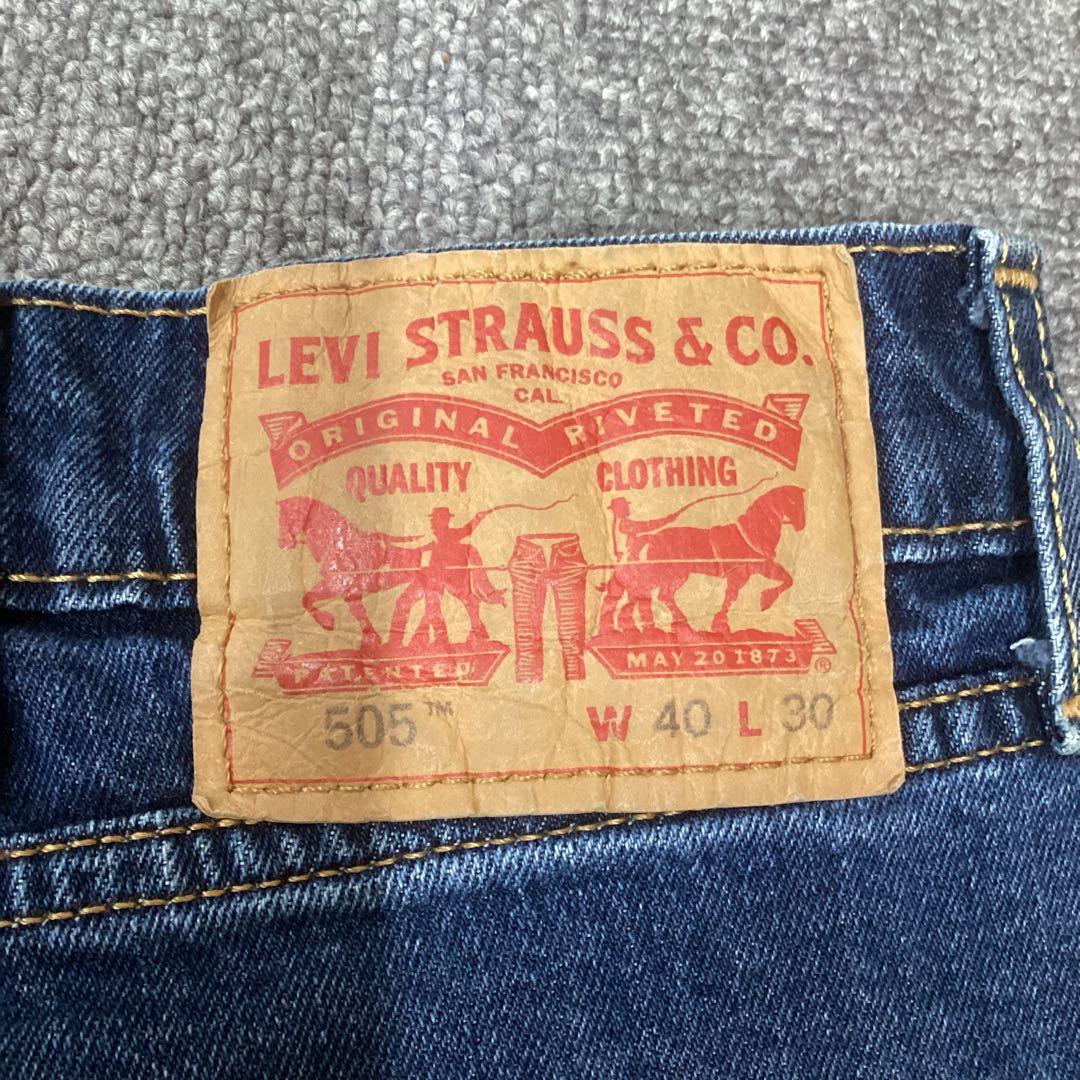 LEVI STRAUSS & CO.
SAN FRANCISCO
CAL.
ORIGINAL RIVETED
QUALITY CLOTHING
PATENTED MAY 20 1873 ®
505™ W 40 L 30